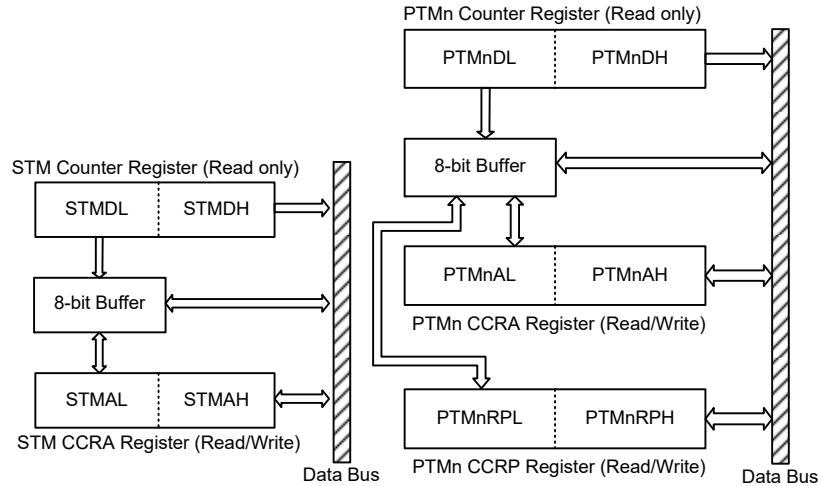 STM Counter Register (Read only)
STMDL STMDH
8-bit Buffer
STMAL STMAH
STM CCRA Register (Read/Write)
Data Bus
PTMn Counter Register (Read only)
PTMnDL PTMnDH
8-bit Buffer
PTMnAL PTMnAH
PTMn CCRA Register (Read/Write)
PTMnRPL PTMnRPH
PTMn CCRP Register (Read/Write)
Data Bus